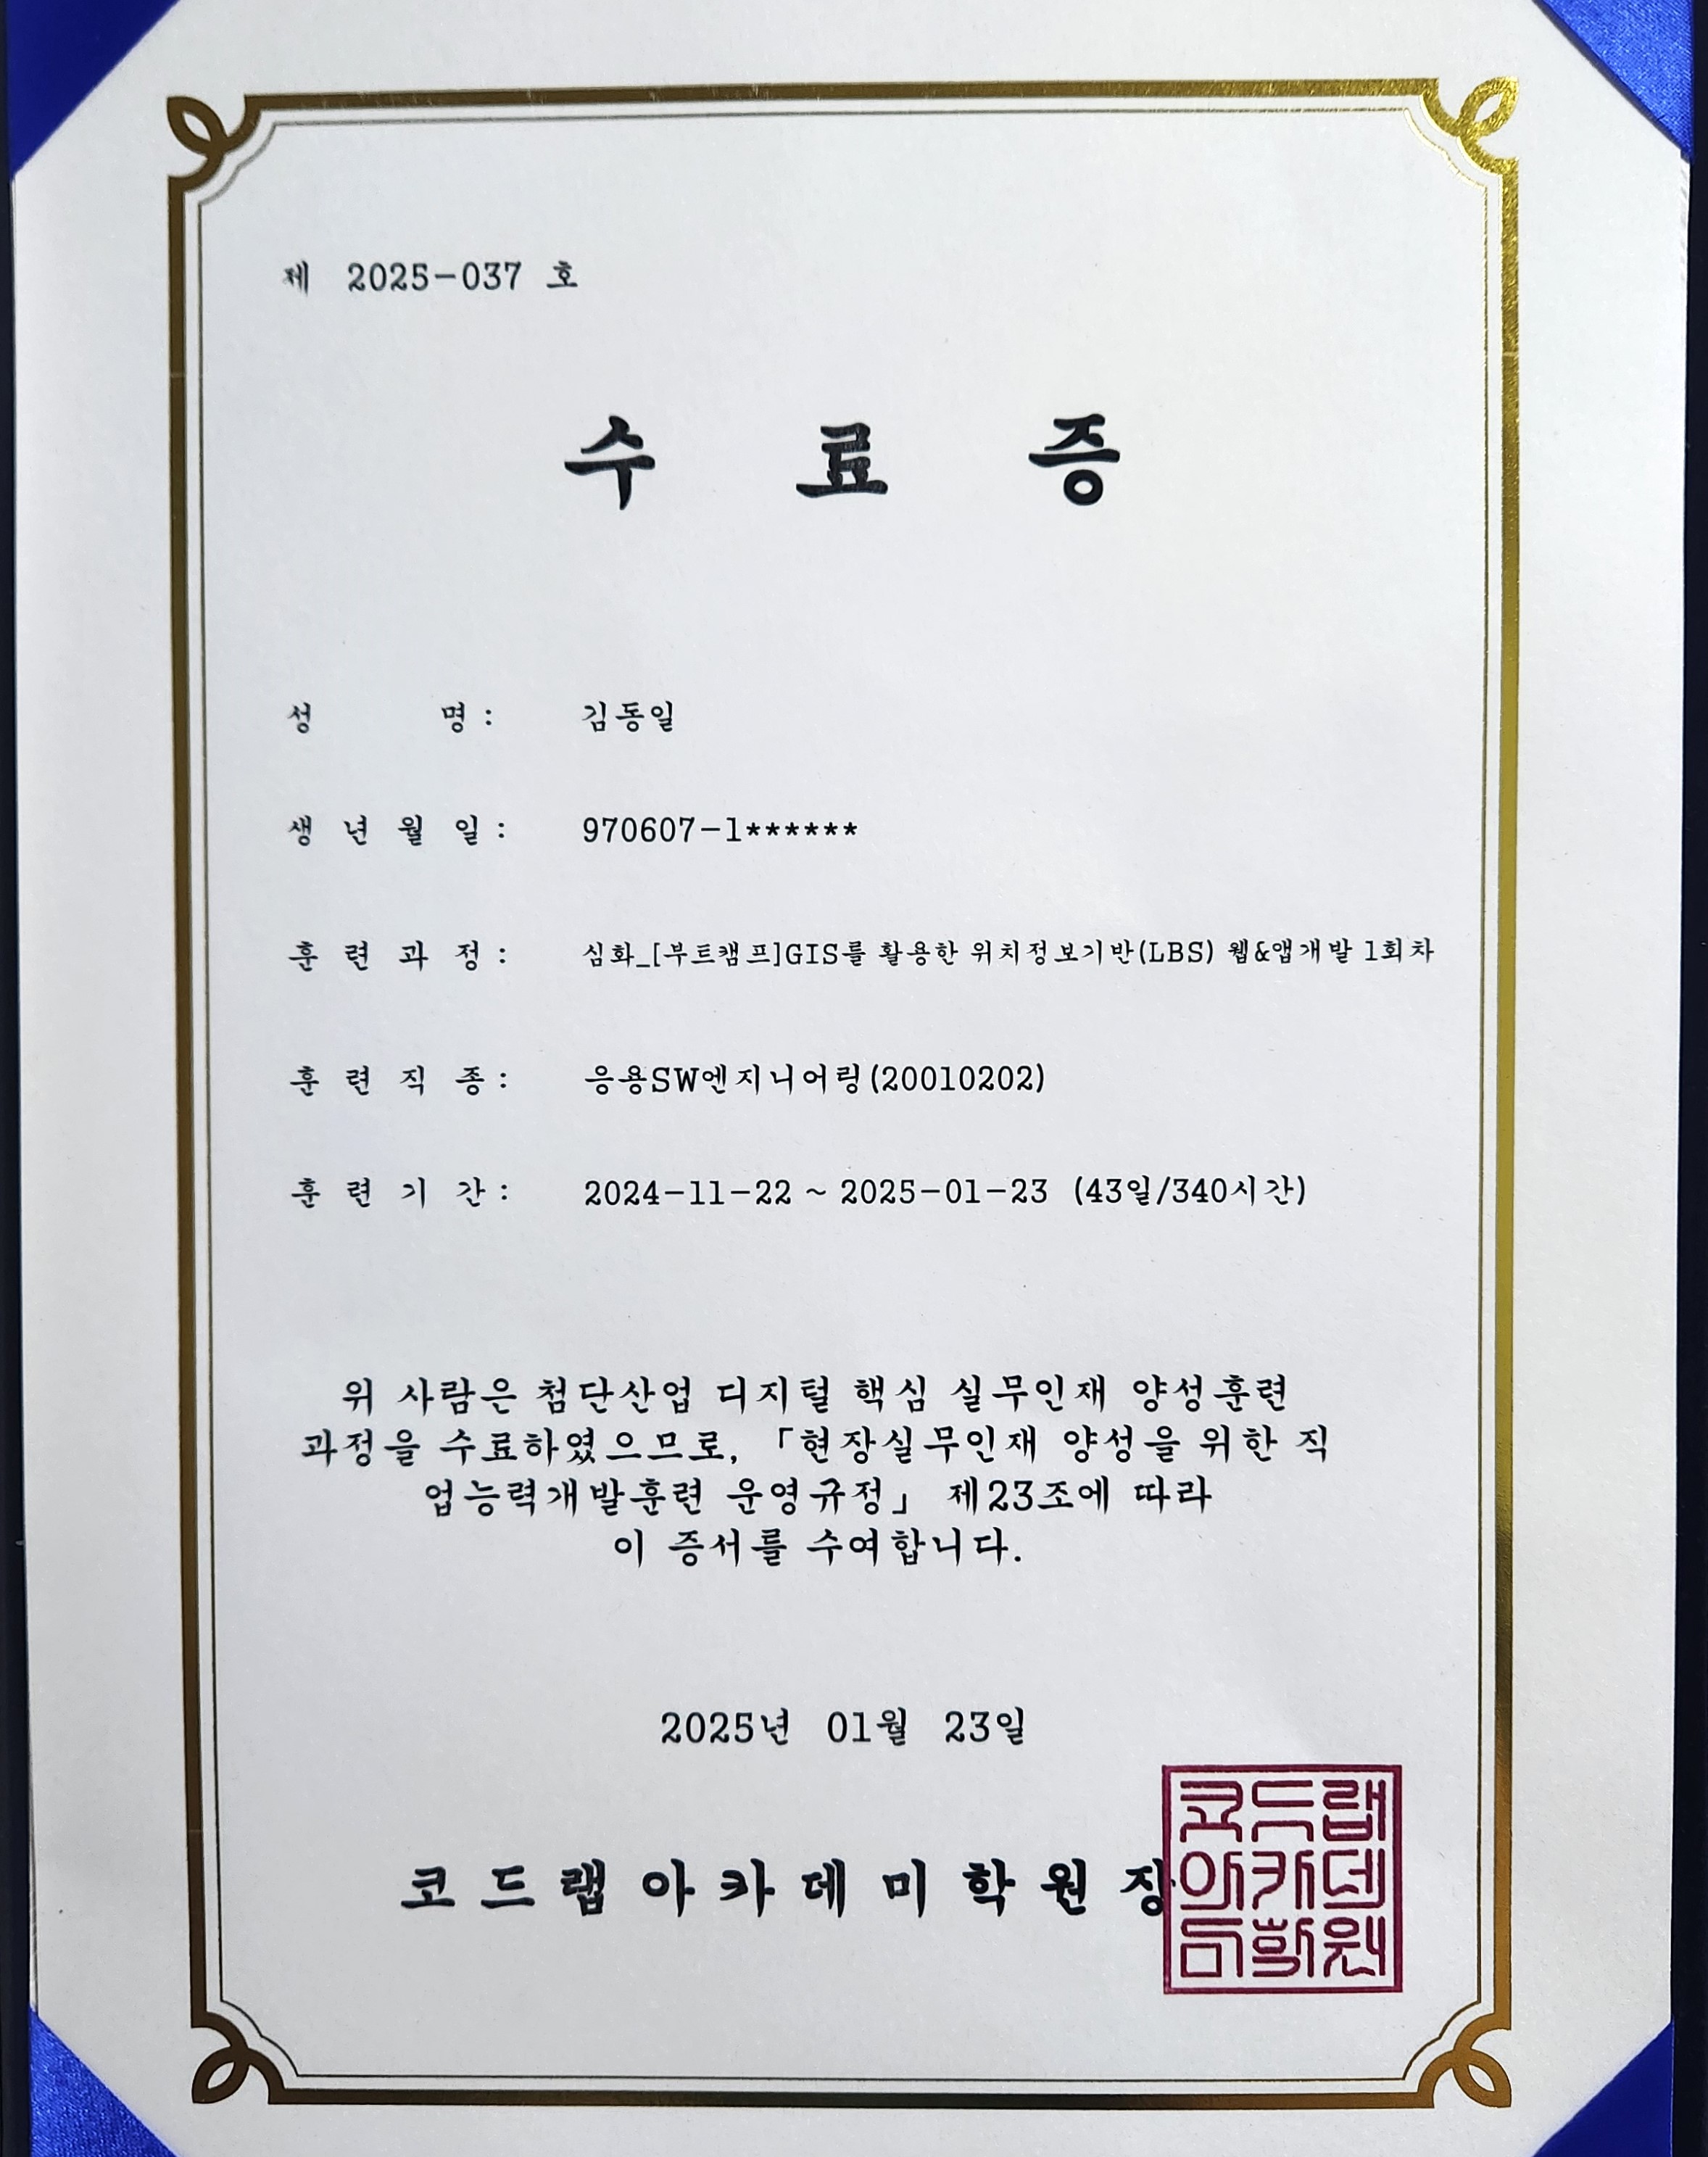 제 2025-037 호
수 료 증
성 명 : 김동일
생 년 월 일 : 970607-1******
훈 련 과 정 : 심화_[부트캠프]GIS를 활용한 위치정보기반(LBS) 웹&앱개발 1회차
훈 련 직 종 : 응용SW엔지니어링(20010202)
훈 련 기 간 : 2024-11-22 ~ 2025-01-23 (43일/340시간)
위 사람은 첨단산업 디지털 핵심 실무인재 양성훈련
과정을 수료하였으므로, 「현장실무인재 양성을 위한 직
업능력개발훈련 운영규정」 제23조에 따라
이 증서를 수여합니다.
2025년 01월 23일
코드랩아카데미학원장
코드랩
아카데
미학원